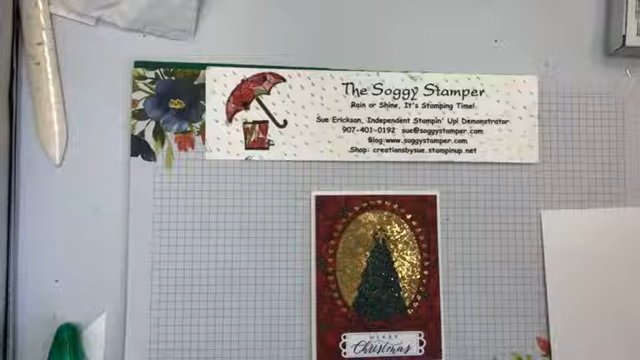 The Soggy Stamper
Rain or Shine, It's Stamping Time!
Sue Erickson, Independent Stampin' Up! Demonstrator
907-401-0192 sue@soggystamper.com
Blog:www.soggystamper.com
Shop: creationsbysue.stampinup.net
MERRY
Christmas